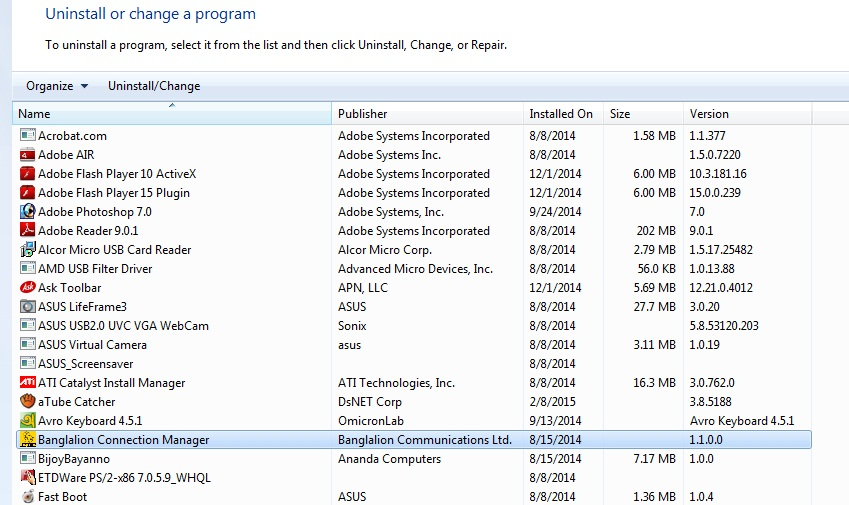 Uninstall or change a program
To uninstall a program, select it from the list and then click Uninstall, Change, or Repair.
Organize Uninstall/Change
Name Publisher Installed On Size Version
Acrobat.com Adobe Systems Incorporated 8/8/2014 1.58 MB 1.1.377
Adobe AIR Adobe Systems Inc. 8/8/2014 1.5.0.7220
Adobe Flash Player 10 ActiveX Adobe Systems Incorporated 12/1/2014 6.00 MB 10.3.181.16
Adobe Flash Player 15 Plugin Adobe Systems Incorporated 12/1/2014 6.00 MB 15.0.0.239
Adobe Photoshop 7.0 Adobe Systems, Inc. 9/24/2014 7.0
Adobe Reader 9.0.1 Adobe Systems Incorporated 8/8/2014 202 MB 9.0.1
Alcor Micro USB Card Reader Alcor Micro Corp. 8/8/2014 2.79 MB 1.5.17.25482
AMD USB Filter Driver Advanced Micro Devices, Inc. 8/8/2014 56.0 KB 1.0.13.88
Ask Ask Toolbar APN, LLC 12/1/2014 5.69 MB 12.21.0.4012
ASUS LifeFrame3 ASUS 8/8/2014 27.7 MB 3.0.20
ASUS USB2.0 UVC VGA WebCam Sonix 8/8/2014 5.8.53120.203
ASUS Virtual Camera asus 8/8/2014 3.11 MB 1.0.19
ASUS_Screensaver 8/8/2014
ATI ATI Catalyst Install Manager ATI Technologies, Inc. 8/8/2014 16.3 MB 3.0.762.0
aTube Catcher DsNET Corp 2/8/2015 3.8.5188
Avro Keyboard 4.5.1 OmicronLab 9/13/2014 Avro Keyboard 4.5.1
Banglalion Connection Manager Banglalion Communications Ltd. 8/15/2014 1.1.0.0
BijoyBayanno Ananda Computers 8/15/2014 7.17 MB 1.0.0
ETDWare PS/2-x86 7.0.5.9_WHQL 8/8/2014
Fast Boot ASUS 8/8/2014 1.36 MB 1.0.4